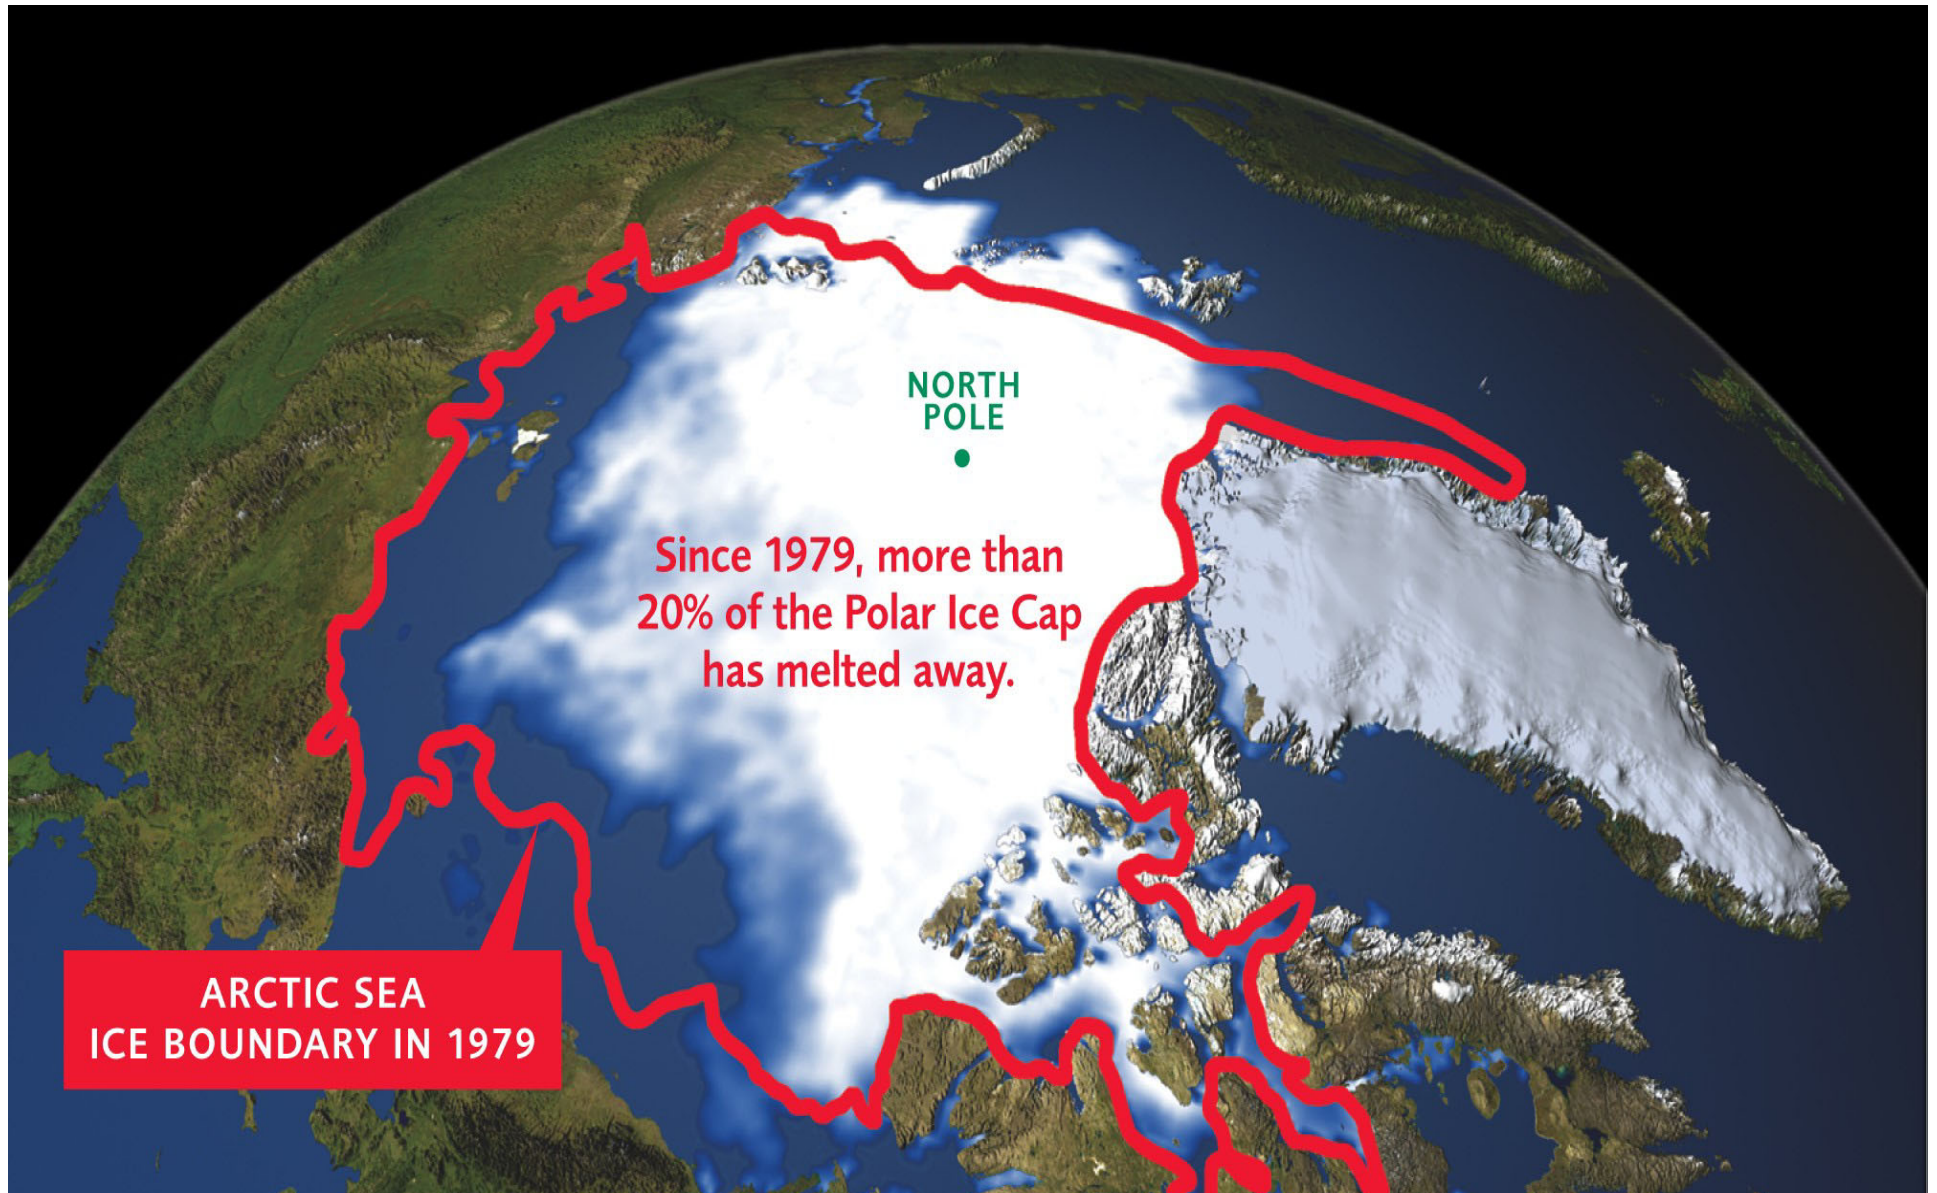 NORTH
POLE
Since 1979, more than
20% of the Polar Ice Cap
has melted away.
ARCTIC SEA
ICE BOUNDARY IN 1979